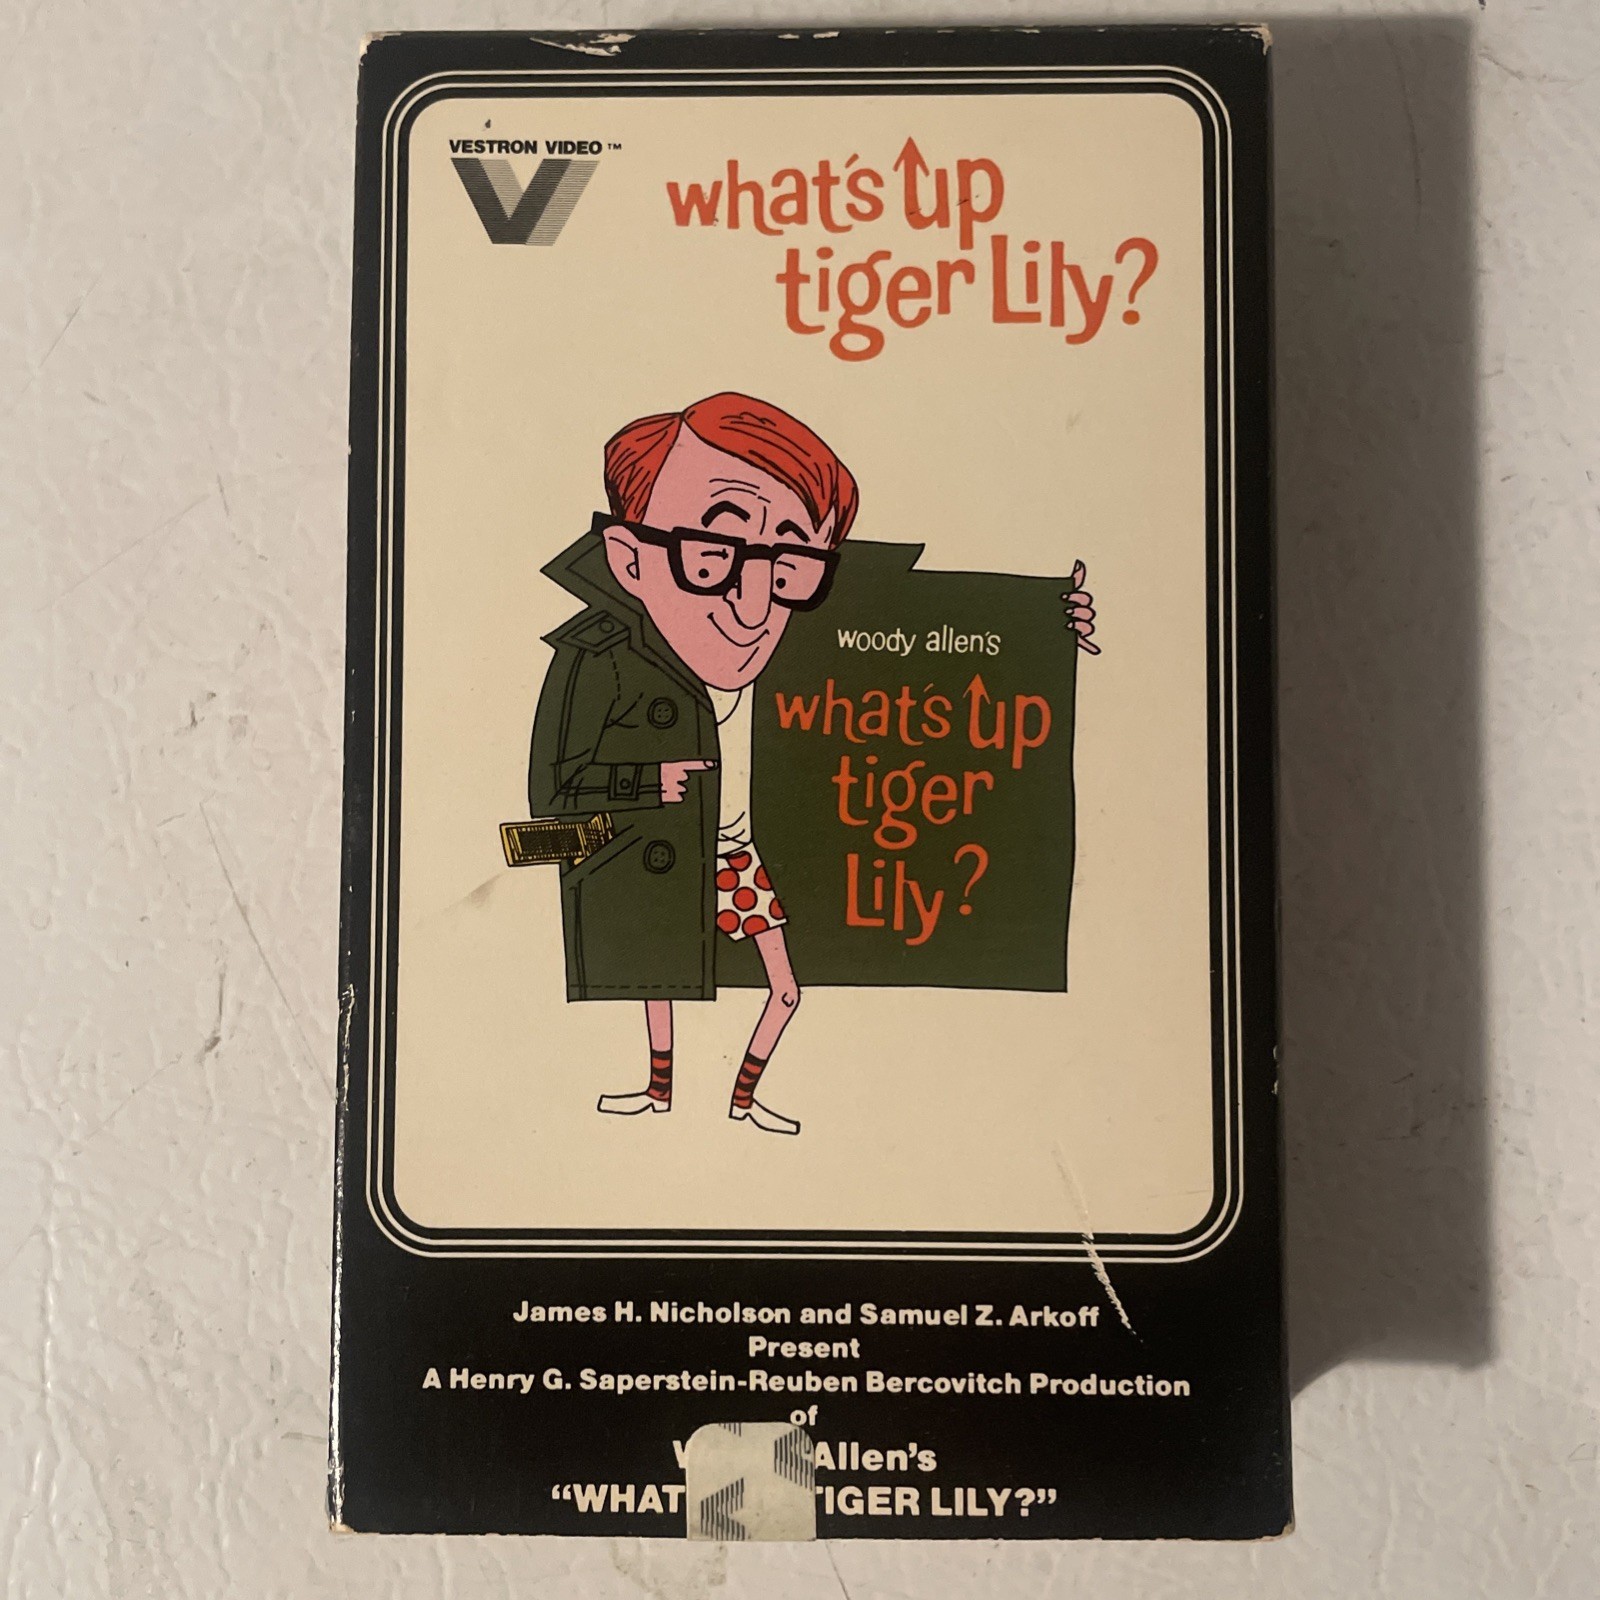 VESTRON VIDEO™
what's up
tiger Lily?
woody allen's
what's up
tiger
Lily?
James H. Nicholson and Samuel Z. Arkoff
Present
A Henry G. Saperstein-Reuben Bercovitch Production
of
Allen's
“WHAT TIGER LILY?”